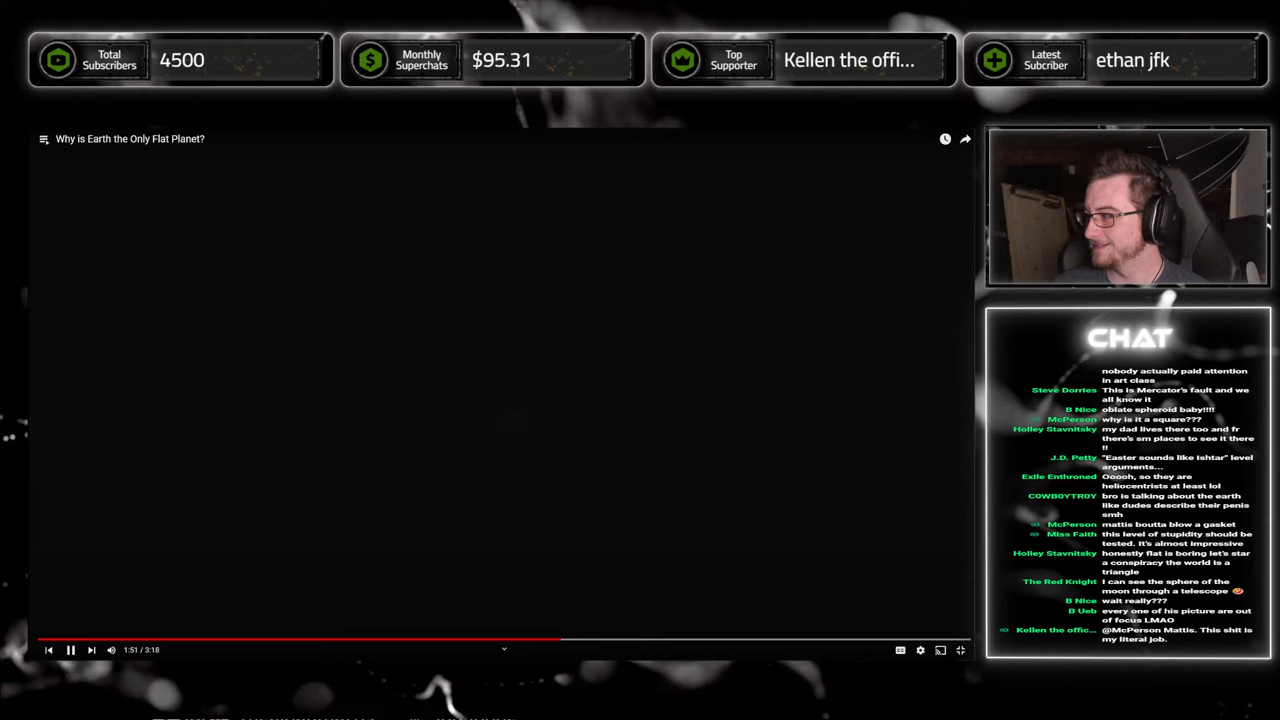 Total
Subscribers
4500
Monthly
Superchats
$95.31
Top
Supporter
Kellen the offi...
Latest
Subcriber
ethan jfk
Why is Earth the Only Flat Planet?
CHAT
nobody actually paid attention
in art class
Steve Dorries This is Mercator's fault and we
all know it
B Nice oblate spheroid baby!!!!
McPerson why is it a square???
Holley Stavnitsky my dad lives there too and fr
there's sm places to see it there
!!
J.D. Petty "Easter sounds like Ishtar" level
arguments...
Exile Enthroned Ooooh, so they are
heliocentrists at least lol
C0WB0YTR0Y bro is talking about the earth
like dudes describe their penis
smh
McPerson mattis boutta blow a gasket
Miss Faith this level of stupidity should be
tested. It's almost impressive
Holley Stavnitsky honestly flat is boring let's star
a conspiracy the world is a
triangle
The Red Knight I can see the sphere of the
moon through a telescope
B Nice wait really???
B Ueb every one of his picture are out
of focus LMAO
Kellen the offic... @McPerson Mattis. This shit is
my literal job.
1:51 / 3:18
CC